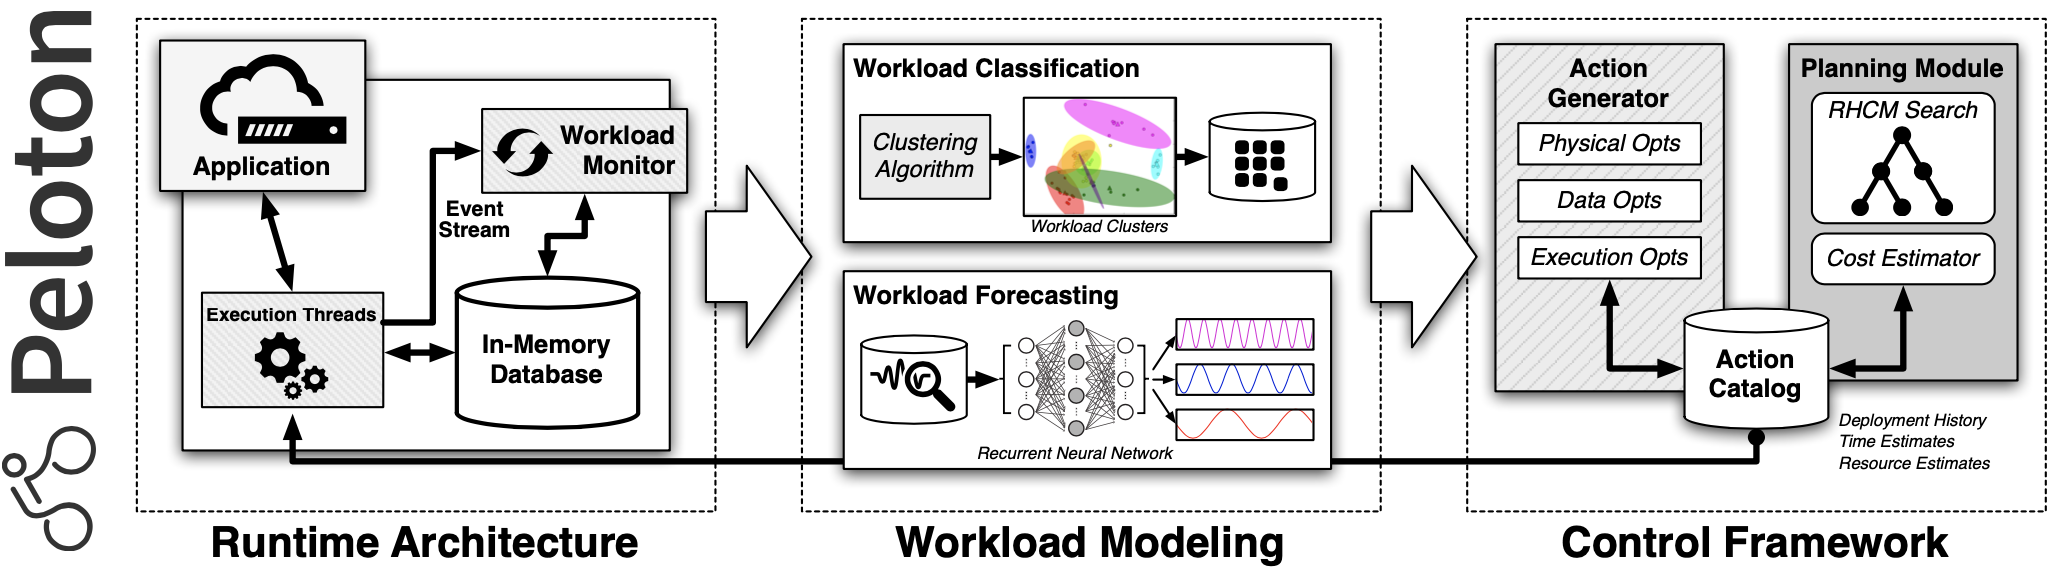 Peloton
Application
Workload
Monitor
Event
Stream
Execution Threads
In-Memory
Database
Runtime Architecture
Workload Classification
Clustering
Algorithm
Workload Clusters
Workload Forecasting
Recurrent Neural Network
Workload Modeling
Action
Generator
Physical Opts
Data Opts
Execution Opts
Planning Module
RHCM Search
Cost Estimator
Action
Catalog
Deployment History
Time Estimates
Resource Estimates
Control Framework